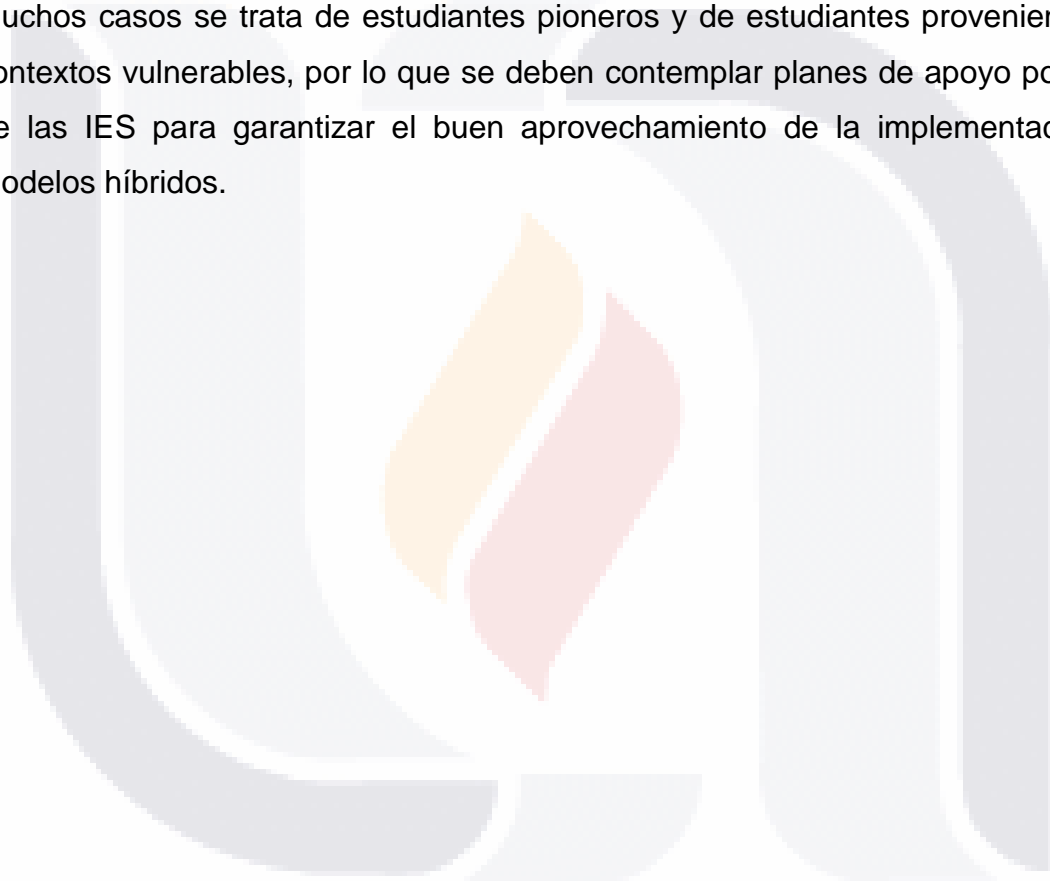 uchos casos se trata de estudiantes pioneros y de estudiantes provenien
ontextos vulnerables, por lo que se deben contemplar planes de apoyo po
e las IES para garantizar el buen aprovechamiento de la implementac
odelos híbridos.